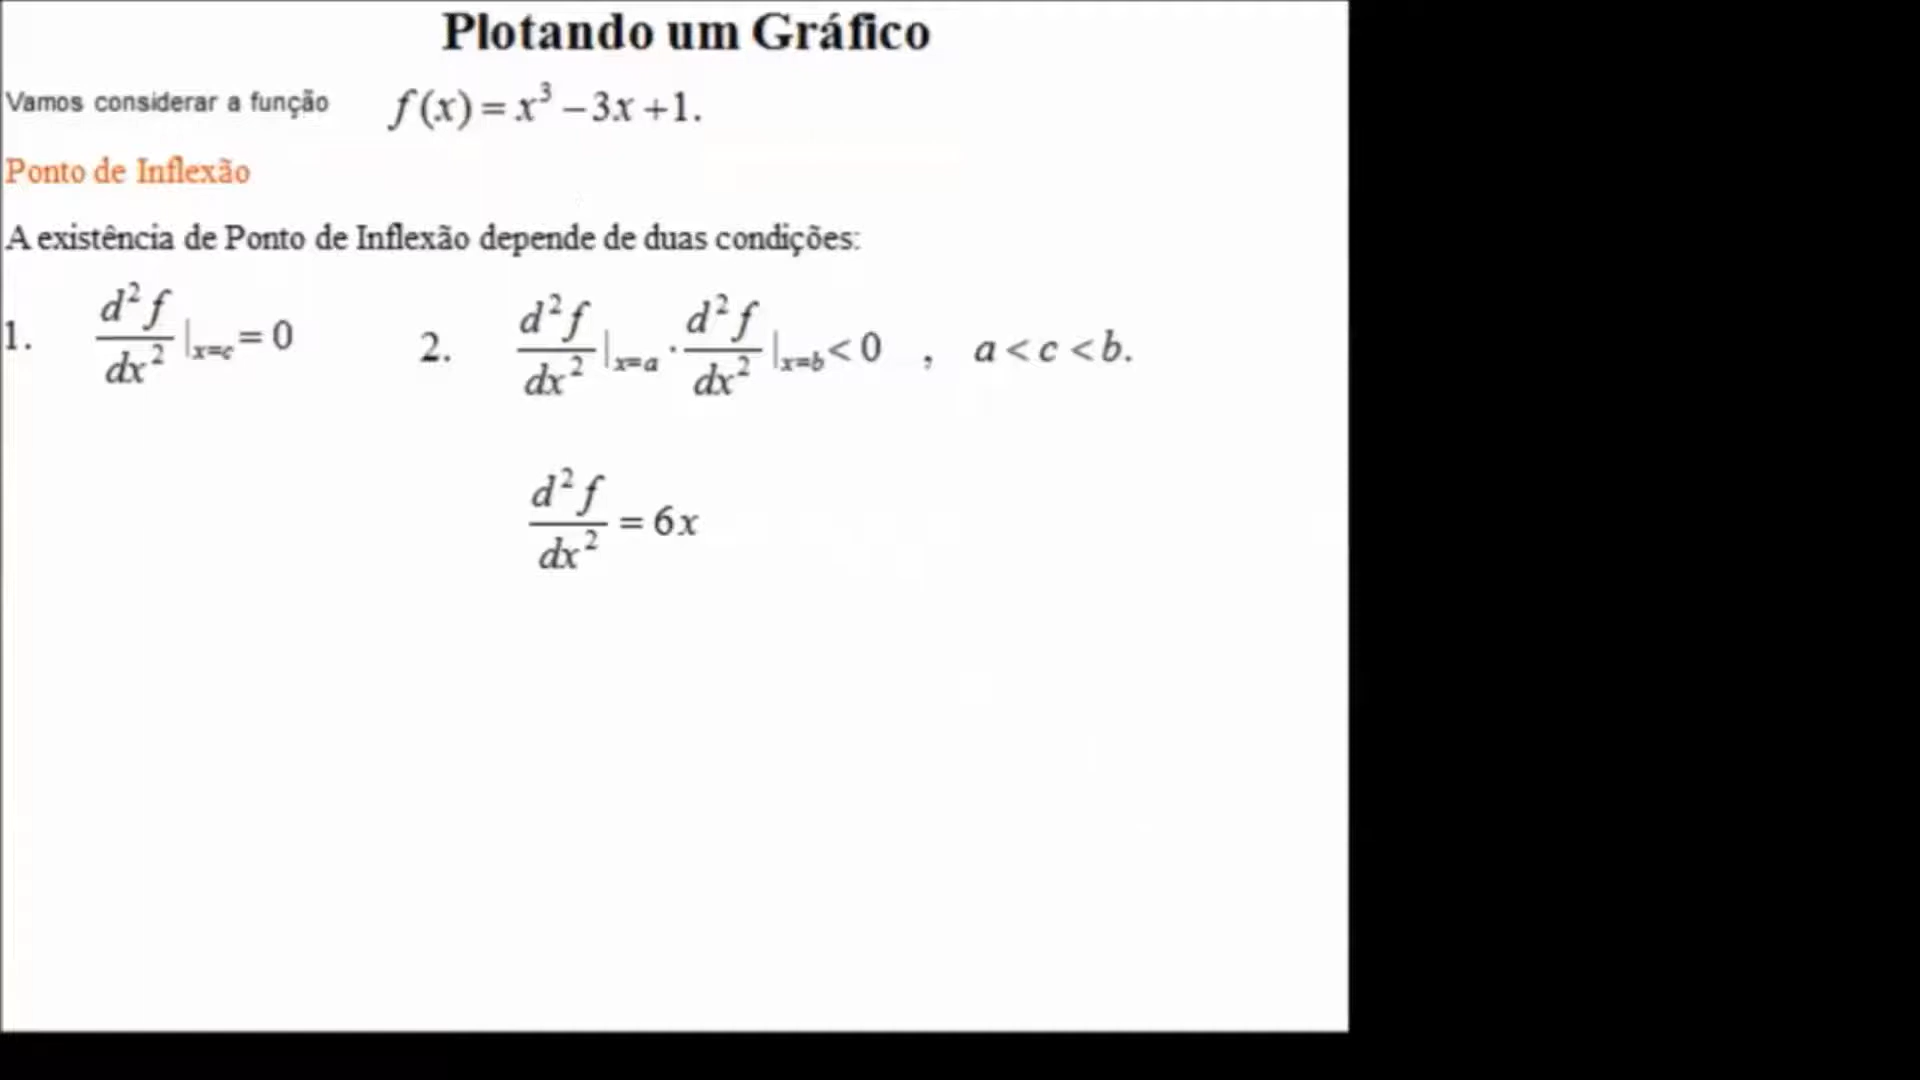 Plotando um Gráfico
Vamos considerar a função f(x) = x³ − 3x + 1.
Ponto de Inflexão
A existência de Ponto de Inflexão depende de duas condições:
1. d²f/dx² |x=c = 0 2. d²f/dx² |x=a · d²f/dx² |x=b < 0 , a < c < b.
d²f/dx² = 6x